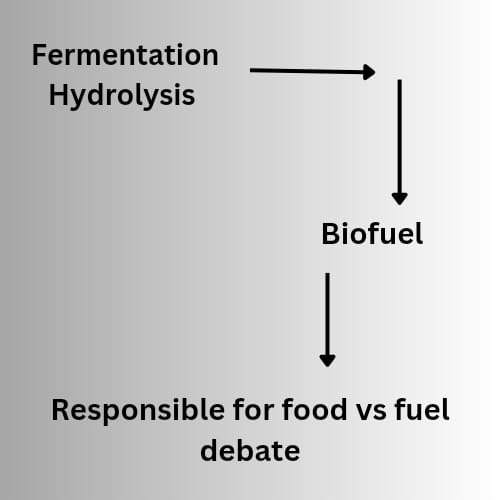 Fermentation
Hydrolysis
Biofuel
Responsible for food vs fuel
debate